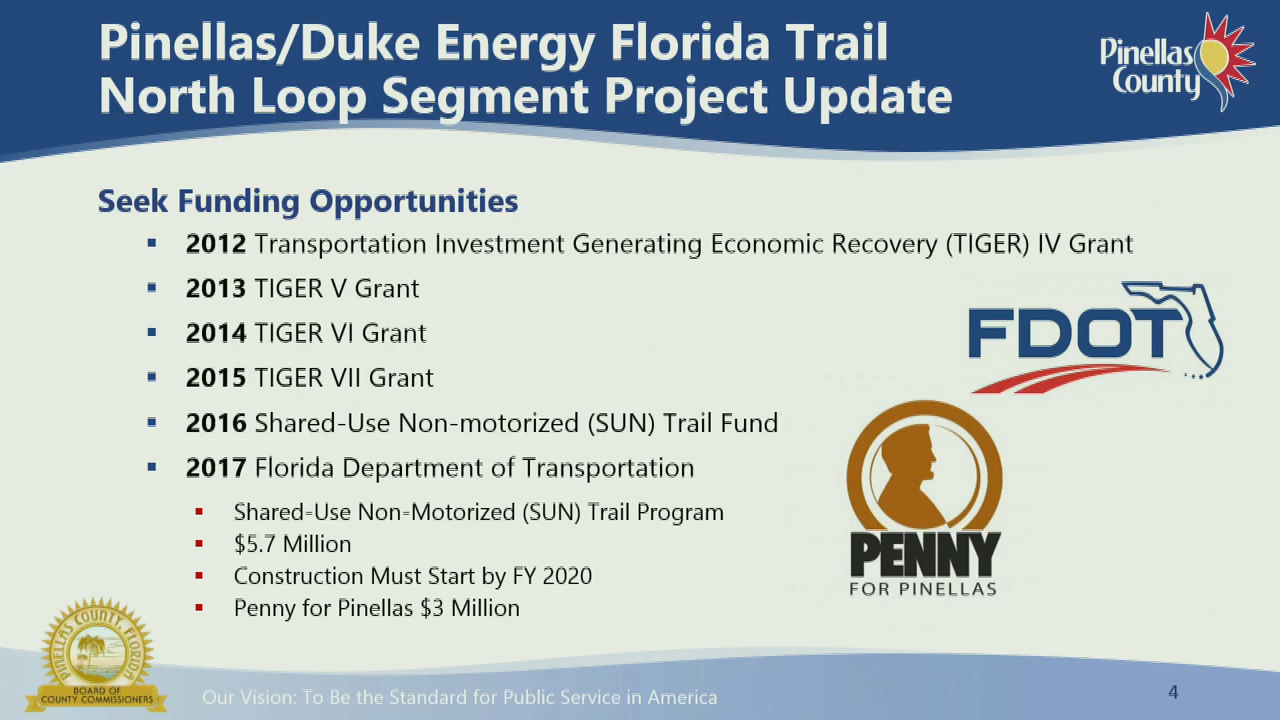 Pinellas/Duke Energy Florida Trail
North Loop Segment Project Update
Pinellas
County
Seek Funding Opportunities
2012 Transportation Investment Generating Economic Recovery (TIGER) IV Grant
2013 TIGER V Grant
2014 TIGER VI Grant
2015 TIGER VII Grant
2016 Shared-Use Non-motorized (SUN) Trail Fund
2017 Florida Department of Transportation
Shared-Use Non-Motorized (SUN) Trail Program
$5.7 Million
Construction Must Start by FY 2020
Penny for Pinellas $3 Million
FDOT
PENNY
FOR PINELLAS
PINELLAS COUNTY, FLORIDA
BOARD OF
COUNTY COMMISSIONERS
Our Vision: To Be the Standard for Public Service in America
4